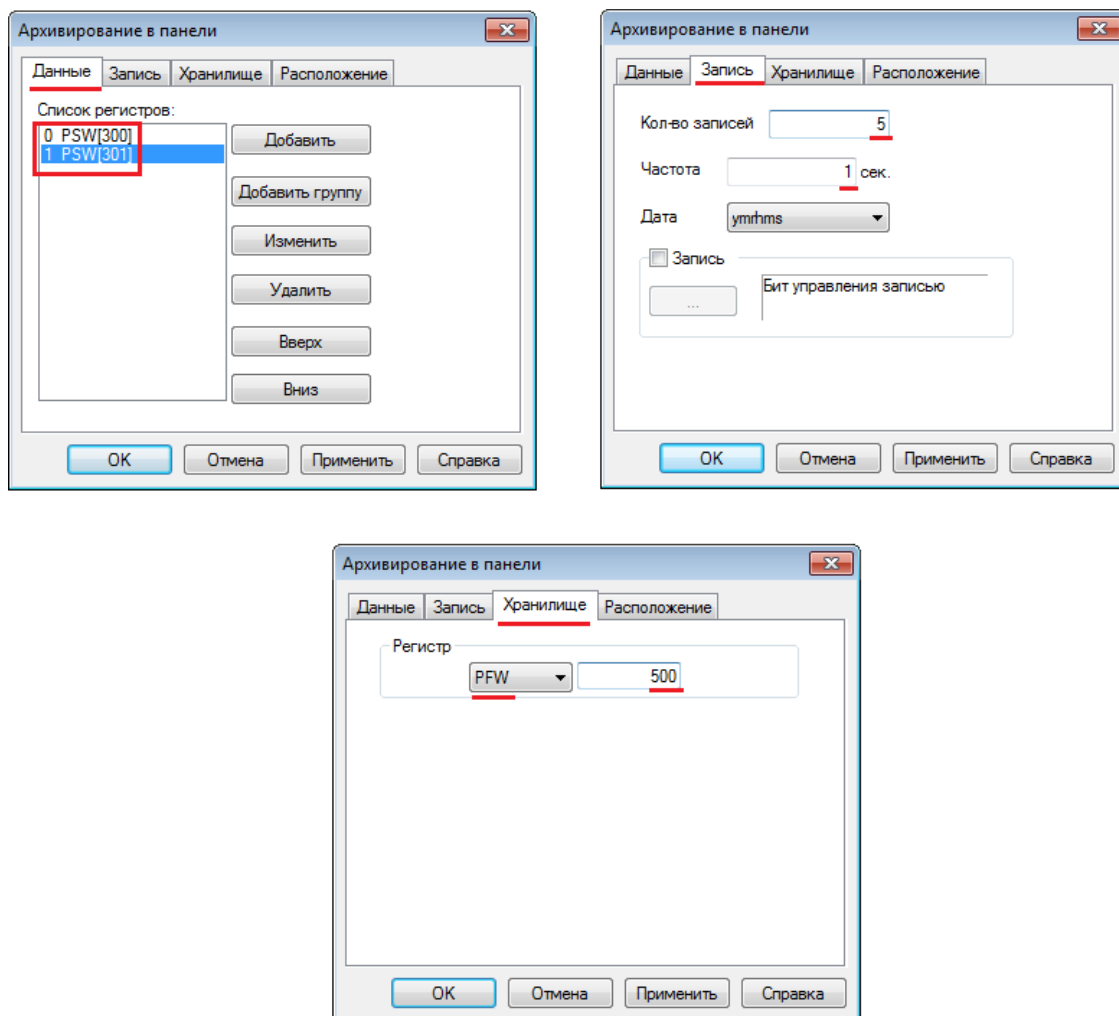 Архивирование в панели
Данные Запись Хранилище Расположение
Список регистров:
0 PSW[300]
1 PSW[301]
Добавить
Добавить группу
Изменить
Удалить
Вверх
Вниз
OK Отмена Применить Справка
Архивирование в панели
Данные Запись Хранилище Расположение
Кол-во записей 5
Частота 1 сек.
Дата ymrhms
Запись
... Бит управления записью
OK Отмена Применить Справка
Архивирование в панели
Данные Запись Хранилище Расположение
Регистр
PFW 500
OK Отмена Применить Справка